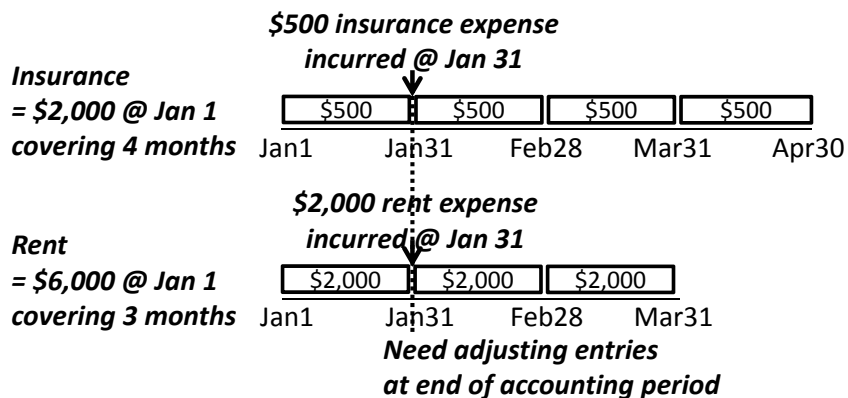 $500 insurance expense
incurred @ Jan 31
Insurance
= $2,000 @ Jan 1
covering 4 months
$500 $500 $500 $500
Jan1 Jan31 Feb28 Mar31 Apr30
$2,000 rent expense
incurred @ Jan 31
Rent
= $6,000 @ Jan 1
covering 3 months
$2,000 $2,000 $2,000
Jan1 Jan31 Feb28 Mar31
Need adjusting entries
at end of accounting period